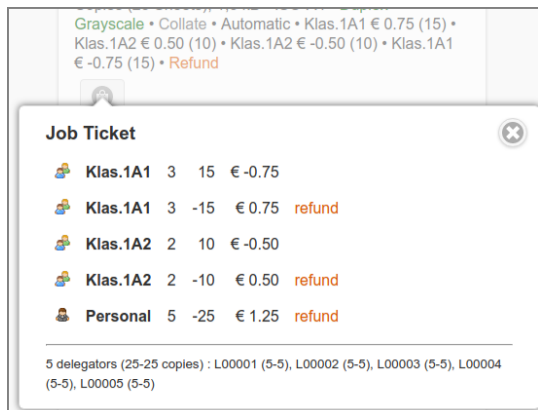 Grayscale • Collate • Automatic • Klas.1A1 € 0.75 (15) •
Klas.1A2 € 0.50 (10) • Klas.1A2 € -0.50 (10) • Klas.1A1
€ -0.75 (15) • Refund
Job Ticket
Klas.1A1 3 15 € -0.75
Klas.1A1 3 -15 € 0.75 refund
Klas.1A2 2 10 € -0.50
Klas.1A2 2 -10 € 0.50 refund
Personal 5 -25 € 1.25 refund
5 delegators (25-25 copies) : L00001 (5-5), L00002 (5-5), L00003 (5-5), L00004
(5-5), L00005 (5-5)